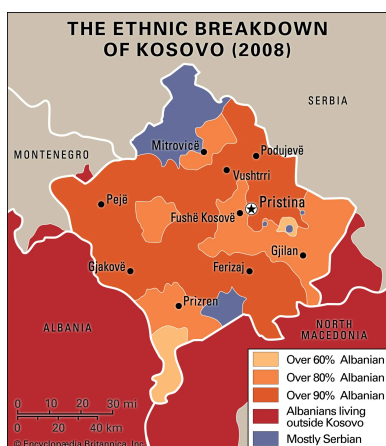 THE ETHNIC BREAKDOWN
OF KOSOVO (2008)
SERBIA
MONTENEGRO
Mitrovicë
Podujevë
Vushtrri
Pejë
Pristina
Fushë Kosovë
Gjilan
Gjakovë
Ferizaj
Prizren
ALBANIA
NORTH
MACEDONIA
Over 60% Albanian
Over 80% Albanian
Over 90% Albanian
Albanians living
outside Kosovo
Mostly Serbian
0 10 20 30 mi
0 20 40 km
© Encyclopædia Britannica, Inc.